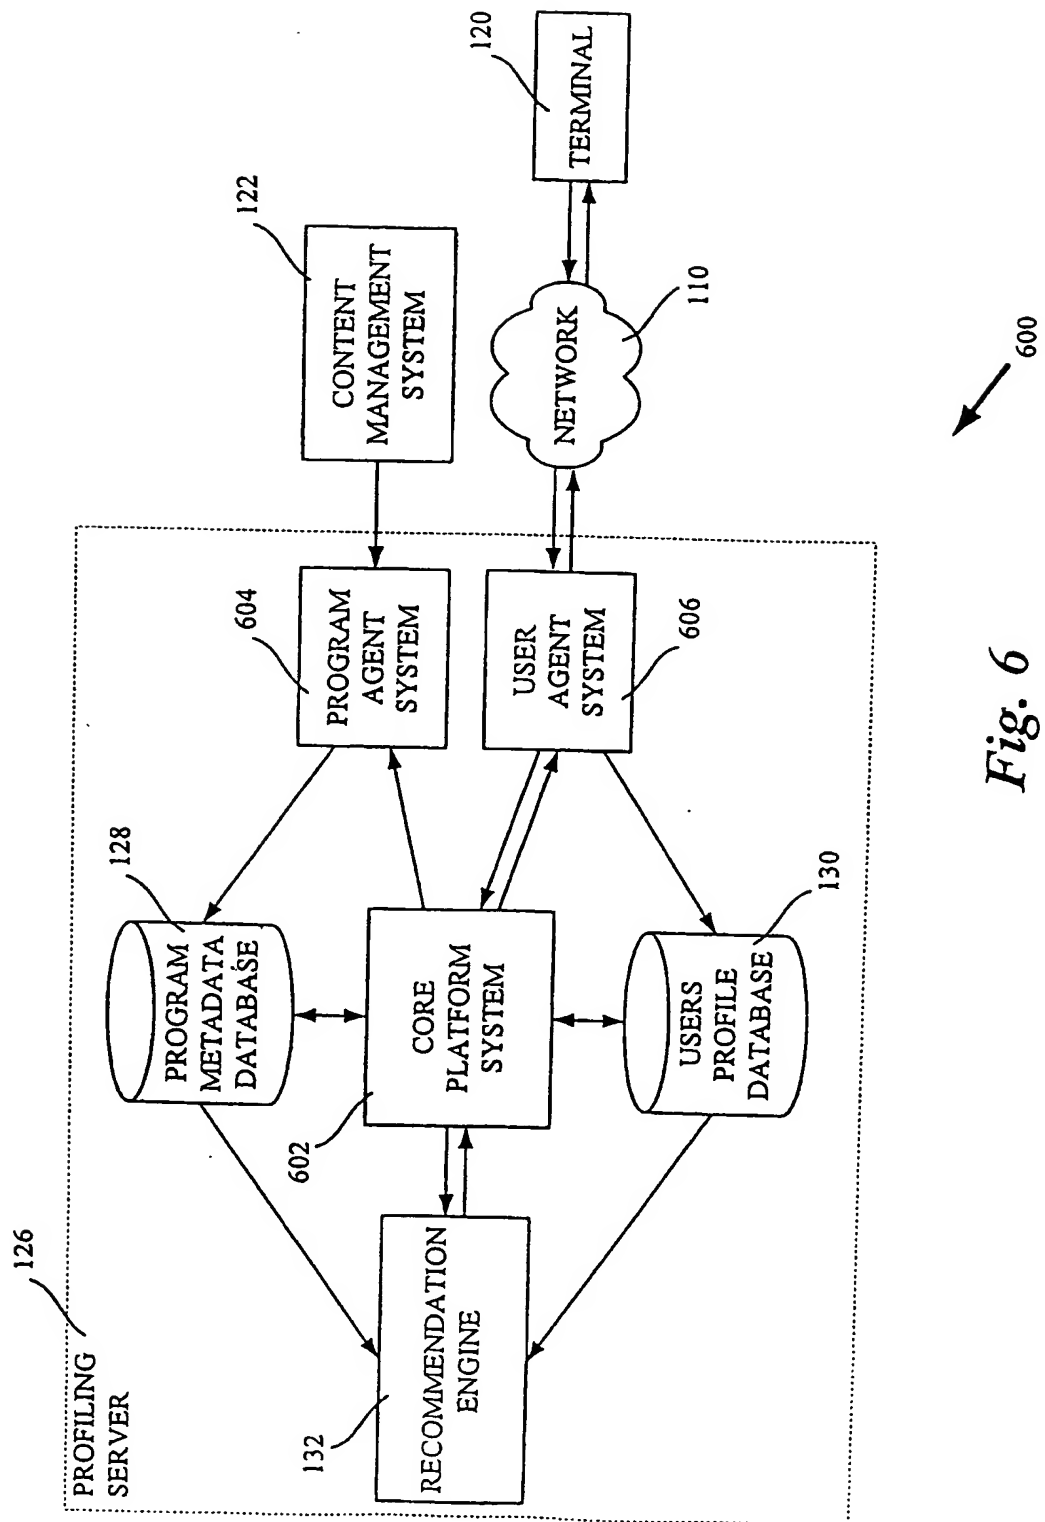 PROFILING
SERVER
126
RECOMMENDATION
ENGINE
132
PROGRAM
METADATA
DATABASE
128
CORE
PLATFORM
SYSTEM
602
USERS
PROFILE
DATABASE
130
PROGRAM
AGENT
SYSTEM
604
USER
AGENT
SYSTEM
606
CONTENT
MANAGEMENT
SYSTEM
122
NETWORK
110
TERMINAL
120
600
Fig. 6